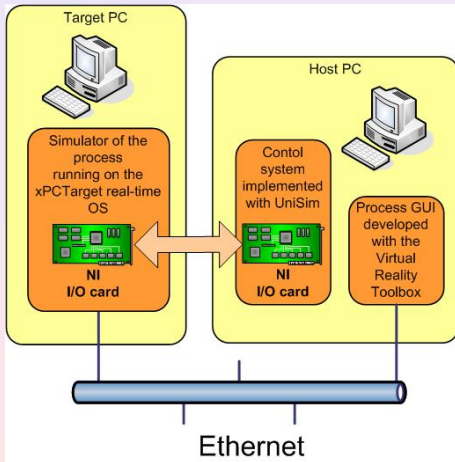 Target PC
Simulator of the
process
running on the
xPCTarget real-time
OS
NI
I/O card
Host PC
Contol
system
implemented
with UniSim
NI
I/O card
Process GUI
developed
with the
Virtual
Reality
Toolbox
Ethernet